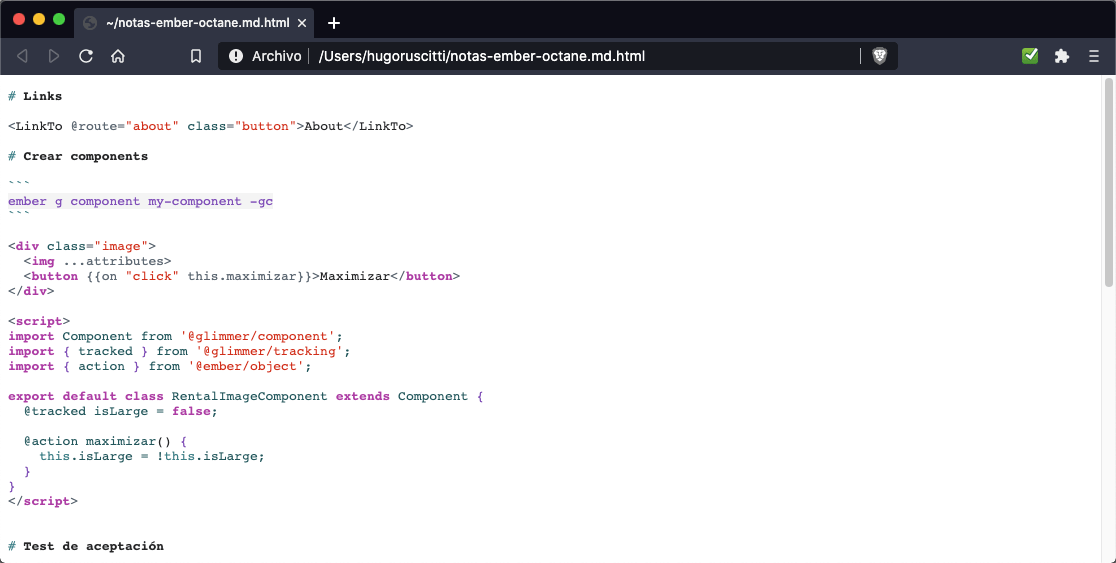 ~/notas-ember-octane.md.html
Archivo /Users/hugoruscitti/notas-ember-octane.md.html
# Links
<LinkTo @route="about" class="button">About</LinkTo>
# Crear components
```
ember g component my-component -gc
```
<div class="image">
  <img ...attributes>
  <button {{on "click" this.maximizar}}>Maximizar</button>
</div>
<script>
import Component from '@glimmer/component';
import { tracked } from '@glimmer/tracking';
import { action } from '@ember/object';
export default class RentalImageComponent extends Component {
  @tracked isLarge = false;
  @action maximizar() {
    this.isLarge = !this.isLarge;
  }
}
</script>
# Test de aceptación